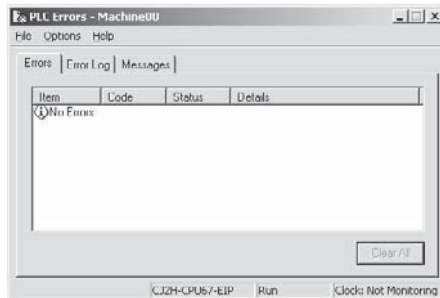 PLC Errors - Machine00
File Options Help
Errors Error Log Messages
Item Code Status Details
No Errors
Clear All
CJ2H-CPU67-EIP Run Clock: Not Monitoring